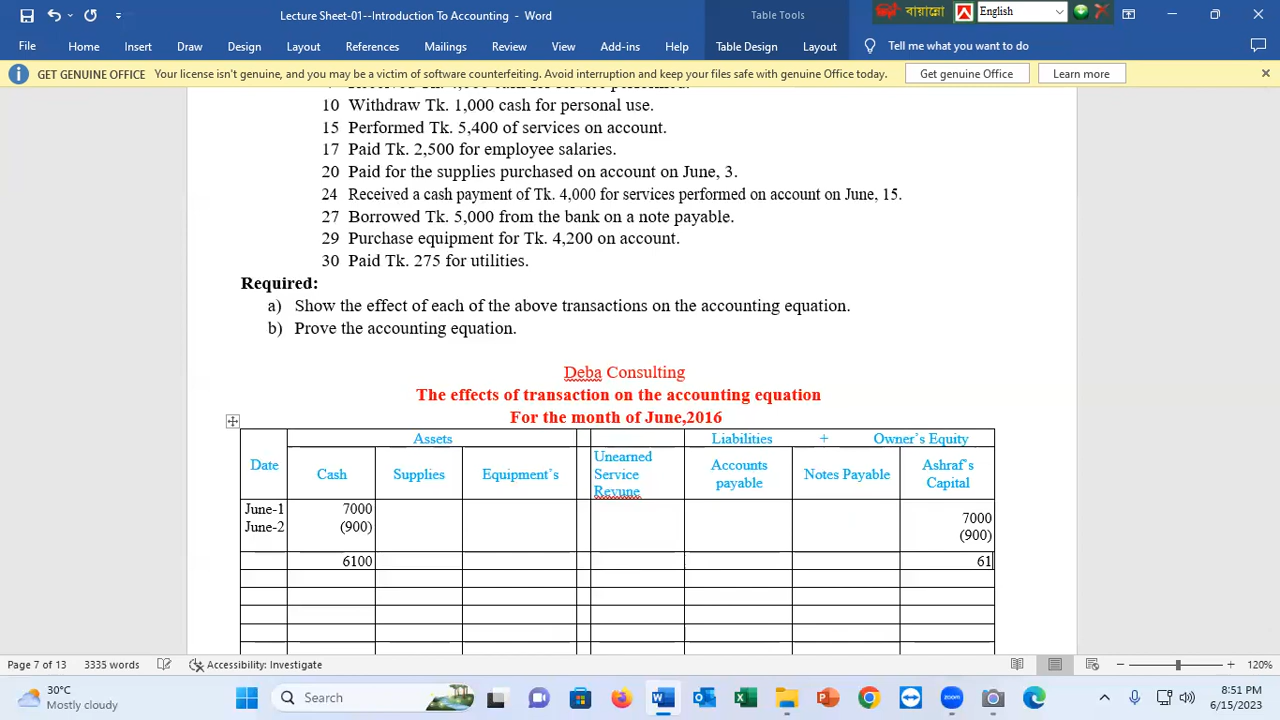 Lecture Sheet-01--Introduction To Accounting - Word
Table Tools
বায়ান্নো
English
File Home Insert Draw Design Layout References Mailings Review View Add-ins Help Table Design Layout Tell me what you want to do
GET GENUINE OFFICE Your license isn't genuine, and you may be a victim of software counterfeiting. Avoid interruption and keep your files safe with genuine Office today. Get genuine Office Learn more
10 Withdraw Tk. 1,000 cash for personal use.
15 Performed Tk. 5,400 of services on account.
17 Paid Tk. 2,500 for employee salaries.
20 Paid for the supplies purchased on account on June, 3.
24 Received a cash payment of Tk. 4,000 for services performed on account on June, 15.
27 Borrowed Tk. 5,000 from the bank on a note payable.
29 Purchase equipment for Tk. 4,200 on account.
30 Paid Tk. 275 for utilities.
Required:
a) Show the effect of each of the above transactions on the accounting equation.
b) Prove the accounting equation.
Deba Consulting
The effects of transaction on the accounting equation
For the month of June,2016
Assets Liabilities + Owner's Equity
Date Cash Supplies Equipment's Unearned Service Revune Accounts payable Notes Payable Ashraf's Capital
June-1 7000 7000
June-2 (900) (900)
6100 61
Page 7 of 13 3335 words Accessibility: Investigate 120%
30°C
Mostly cloudy
Search
8:51 PM
6/15/2023